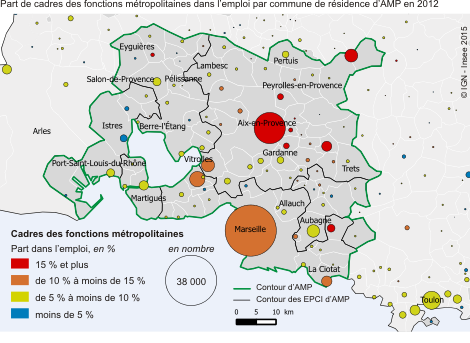 Part de cadres des fonctions métropolitaines dans l'emploi par commune de résidence d'AMP en 2012
© IGN - Insee 2015
Eyguières
Lambesc
Pertuis
Salon-de-Provence
Pélissanne
Peyrolles-en-Provence
Arles
Istres
Berre-l'Étang
Aix-en-Provence
Gardanne
Port-Saint-Louis-du-Rhône
Vitrolles
Trets
Martigues
Allauch
Aubagne
Marseille
La Ciotat
Toulon
Cadres des fonctions métropolitaines
Part dans l'emploi, en %
en nombre
15 % et plus
de 10 % à moins de 15 %
de 5 % à moins de 10 %
moins de 5 %
38 000
Contour d'AMP
Contour des EPCI d'AMP
0 5 10 km